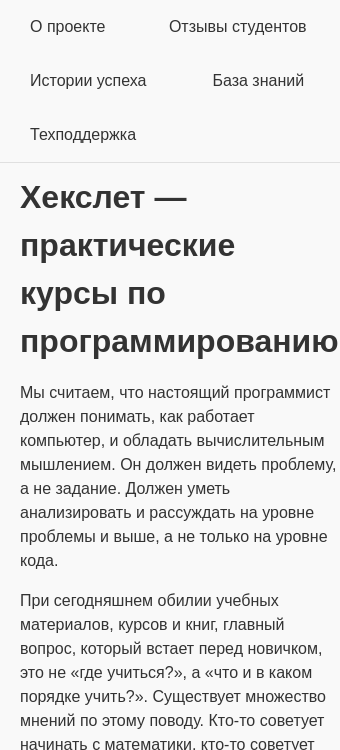 О проекте
Отзывы студентов
Истории успеха
База знаний
Техподдержка
Хекслет —
практические
курсы по
программированию
Мы считаем, что настоящий программист
должен понимать, как работает
компьютер, и обладать вычислительным
мышлением. Он должен видеть проблему,
а не задание. Должен уметь
анализировать и рассуждать на уровне
проблемы и выше, а не только на уровне
кода.
При сегодняшнем обилии учебных
материалов, курсов и книг, главный
вопрос, который встает перед новичком,
это не «где учиться?», а «что и в каком
порядке учить?». Существует множество
мнений по этому поводу. Кто-то советует
начинать с математики, кто-то советует